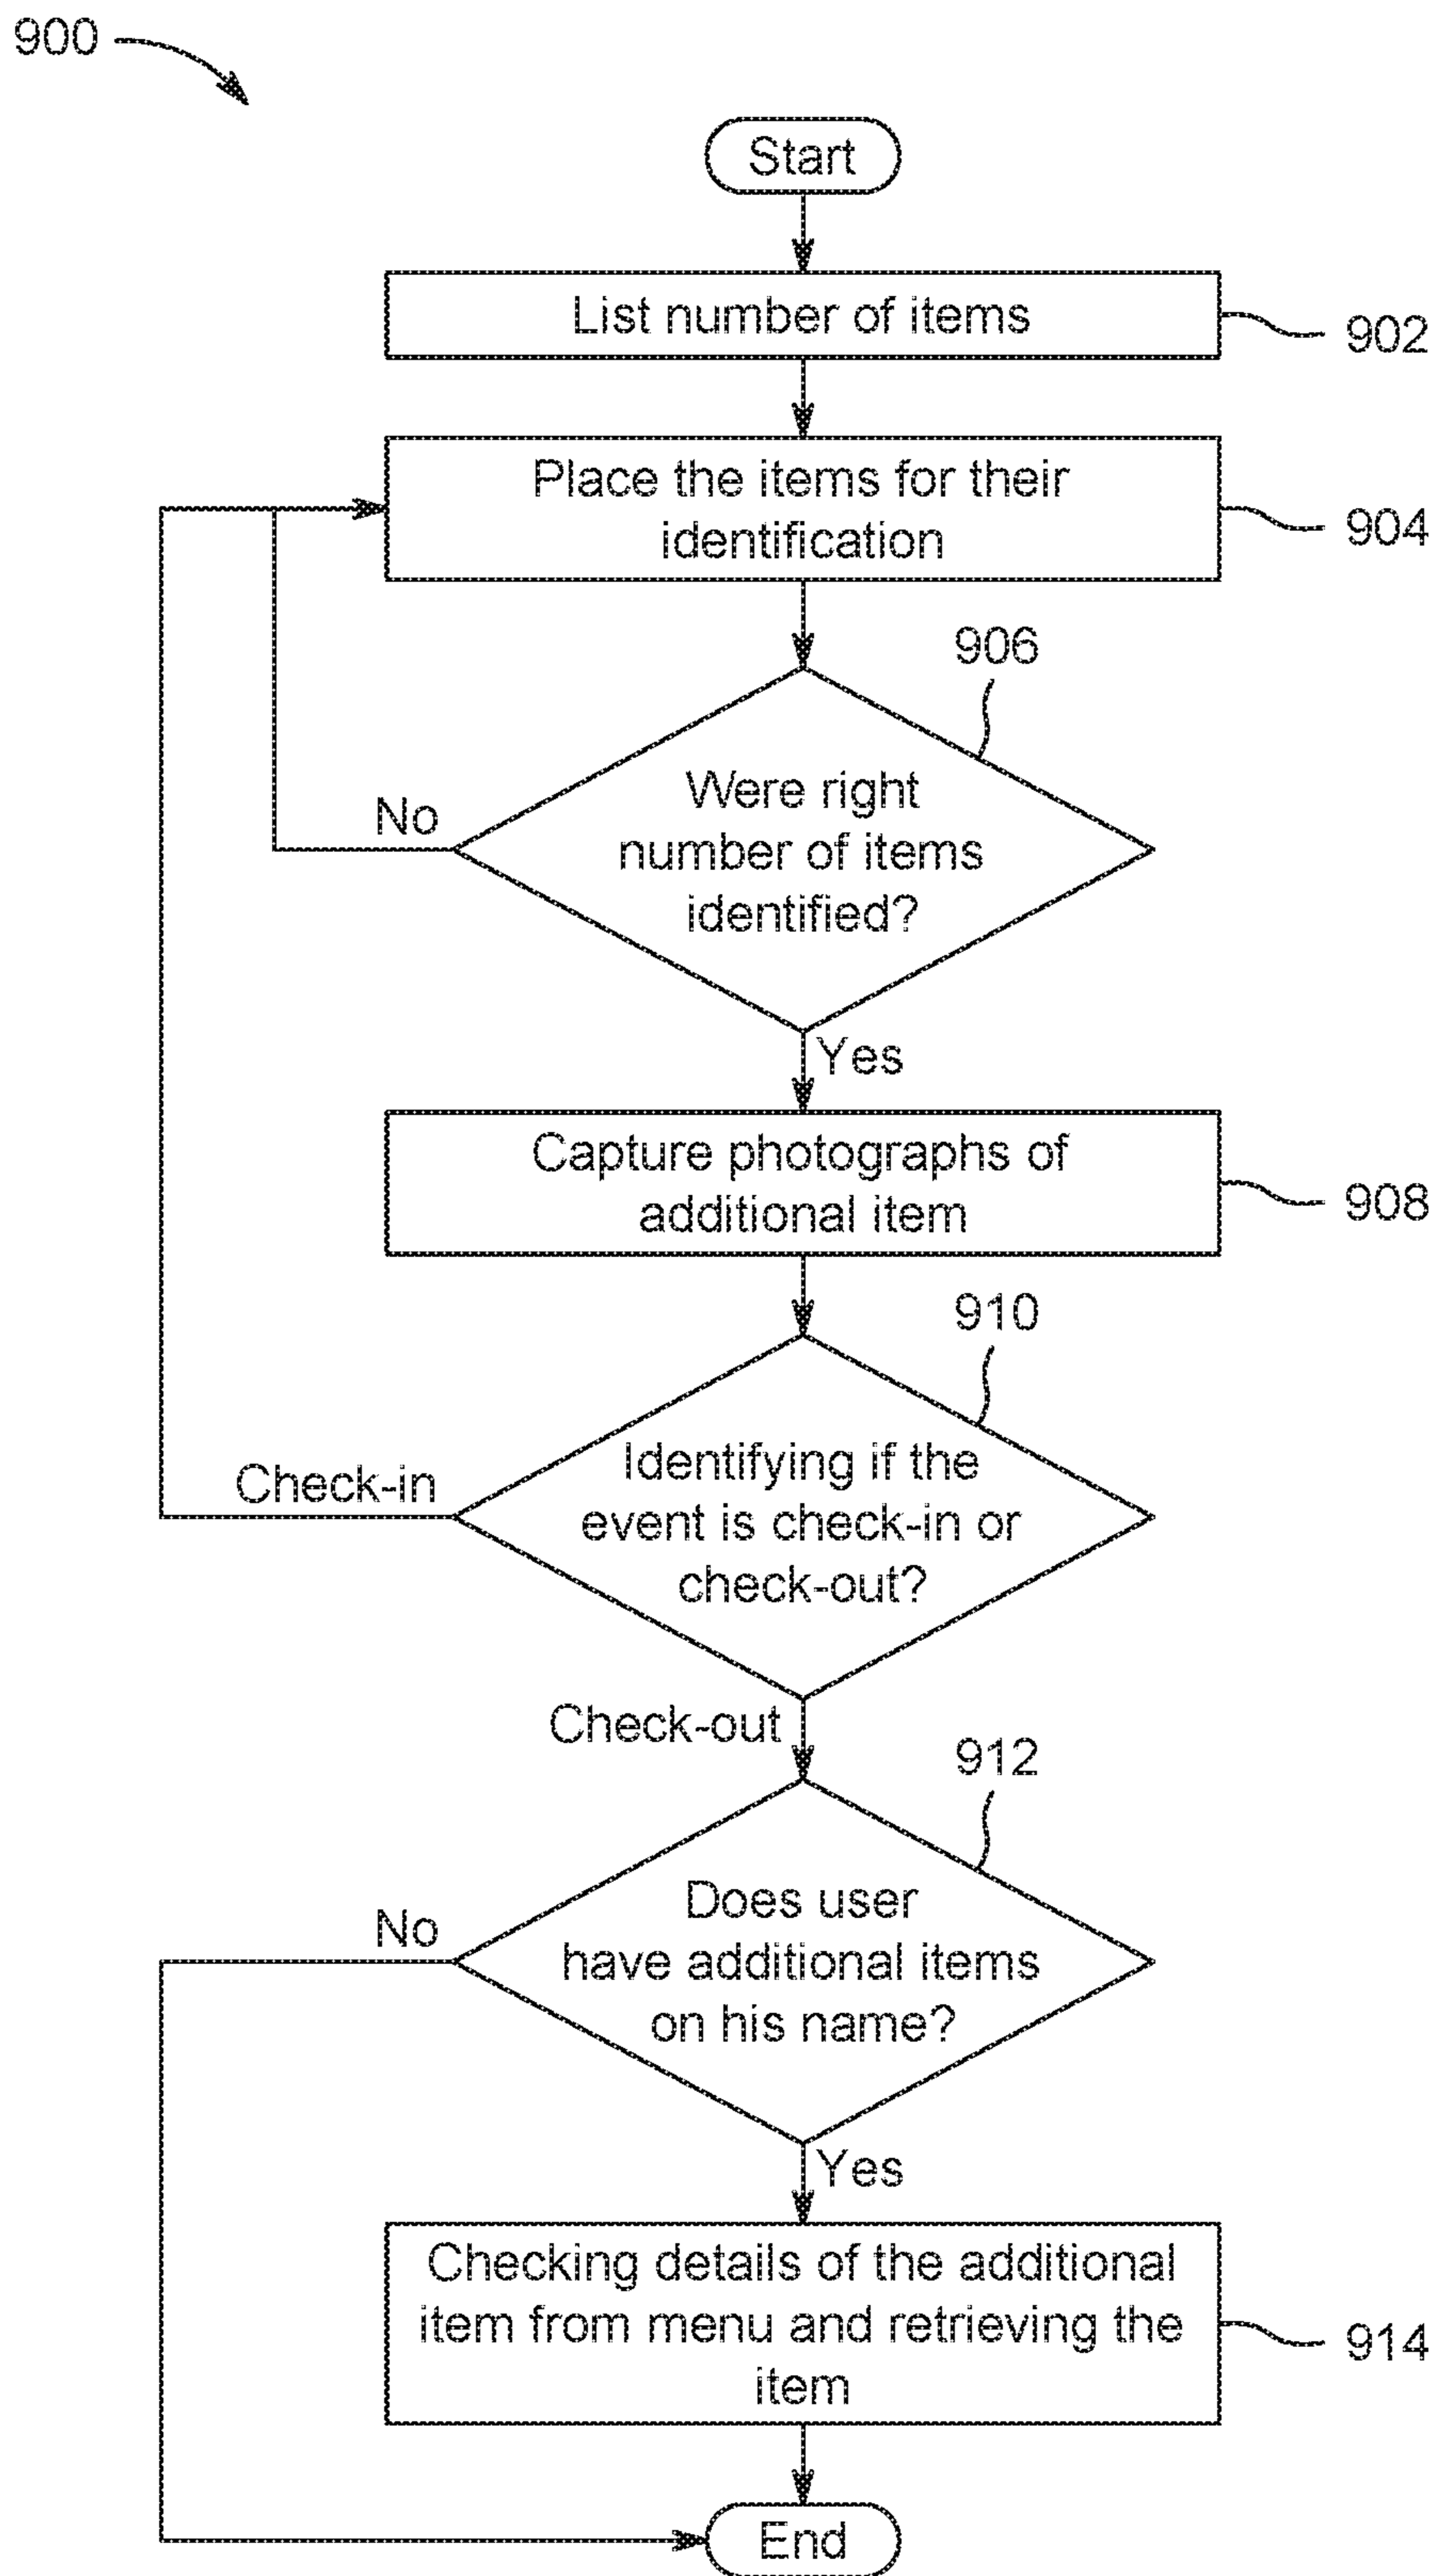 900
Start
List number of items
902
Place the items for their
identification
904
906
Were right
number of items
identified?
No
Yes
Capture photographs of
additional item
908
910
Identifying if the
event is check-in or
check-out?
Check-in
Check-out
912
Does user
have additional items
on his name?
No
Yes
Checking details of the additional
item from menu and retrieving the
item
914
End